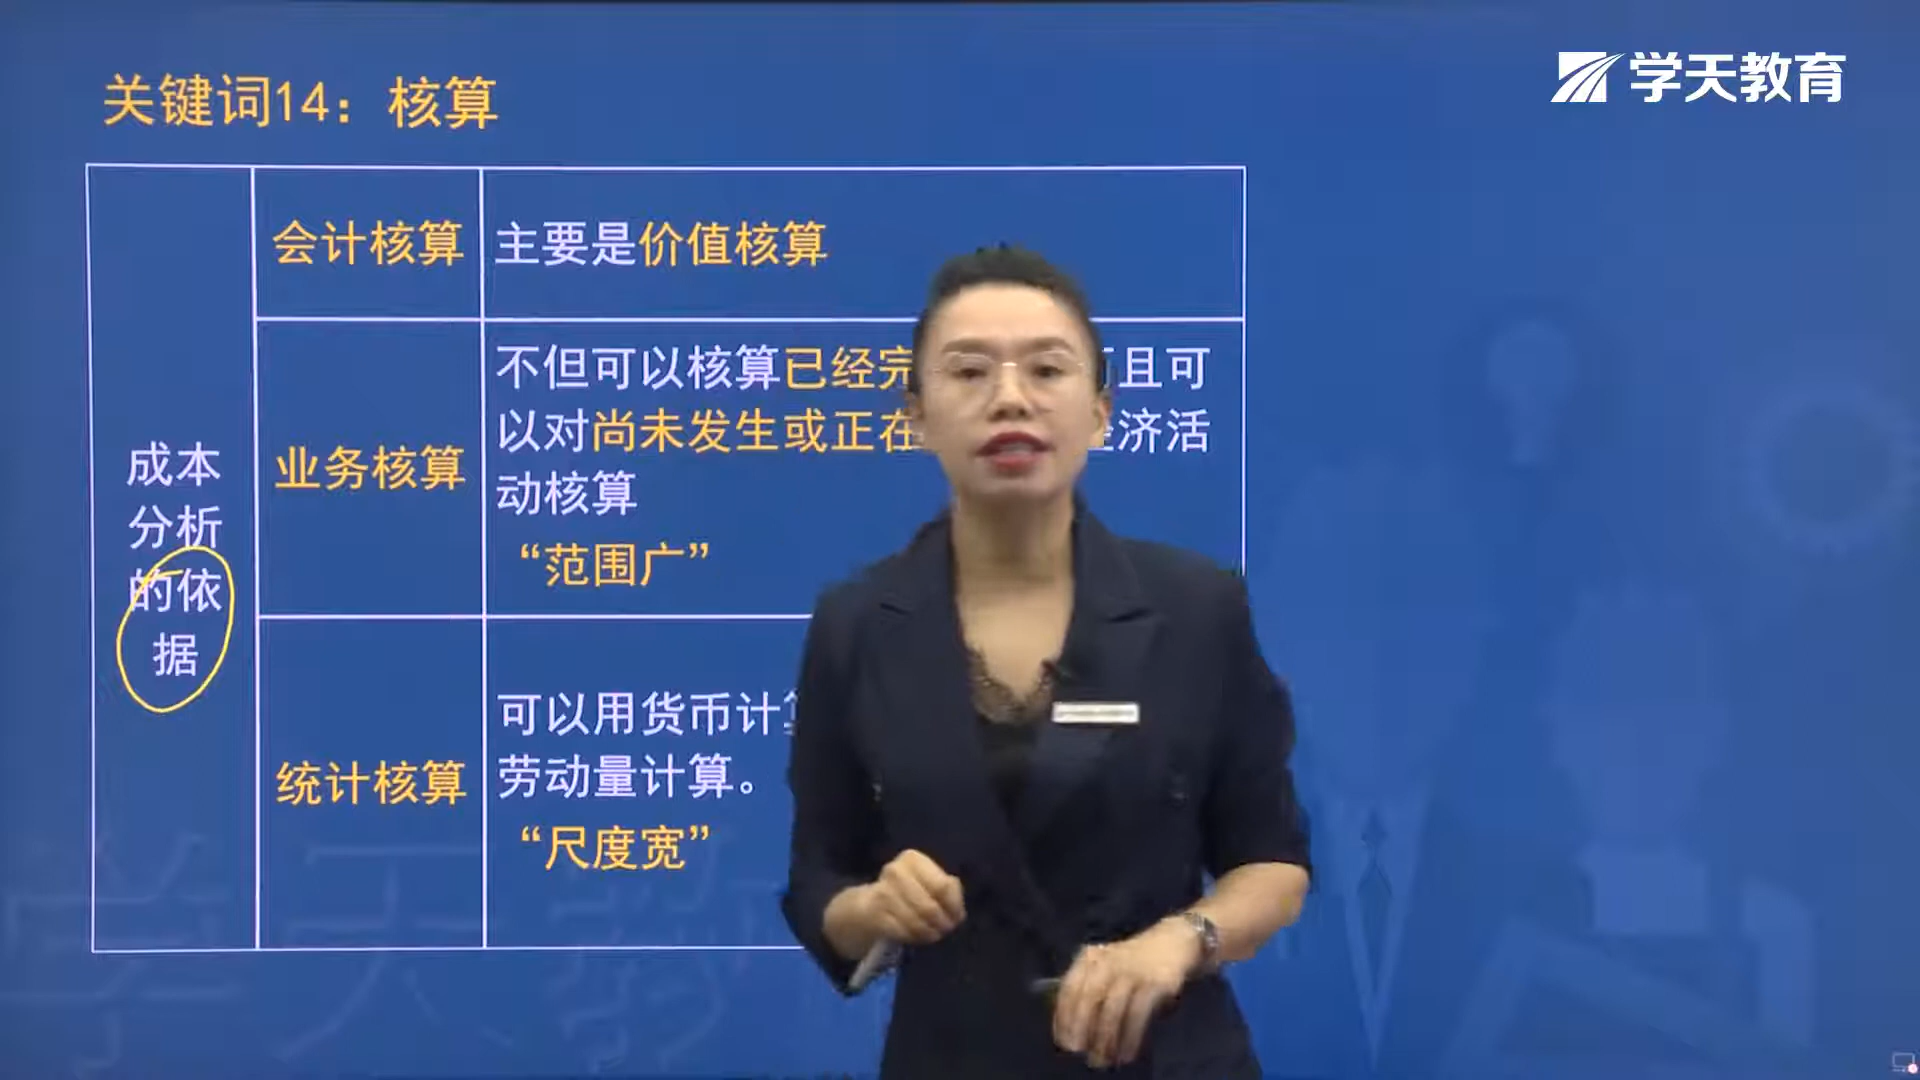 学天教育
关键词14：核算
成本
分析
的依
据
会计核算
主要是价值核算
业务核算
不但可以核算已经完 且可
以对尚未发生或正在 济活
动核算
“范围广”
统计核算
可以用货币计
劳动量计算。
“尺度宽”